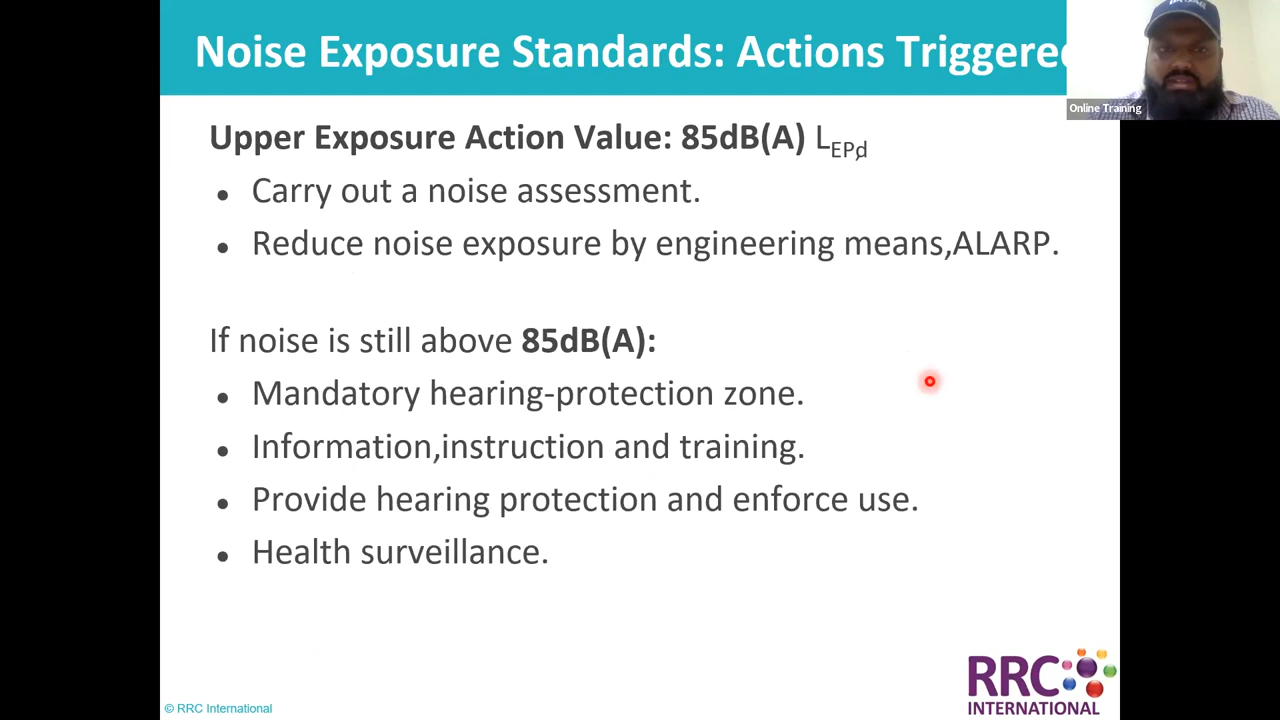 Noise Exposure Standards: Actions Triggered
Online Training
Upper Exposure Action Value: 85dB(A) LEP,d
● Carry out a noise assessment.
● Reduce noise exposure by engineering means,ALARP.
If noise is still above 85dB(A):
● Mandatory hearing-protection zone.
● Information,instruction and training.
● Provide hearing protection and enforce use.
● Health surveillance.
RRC
INTERNATIONAL
© RRC International